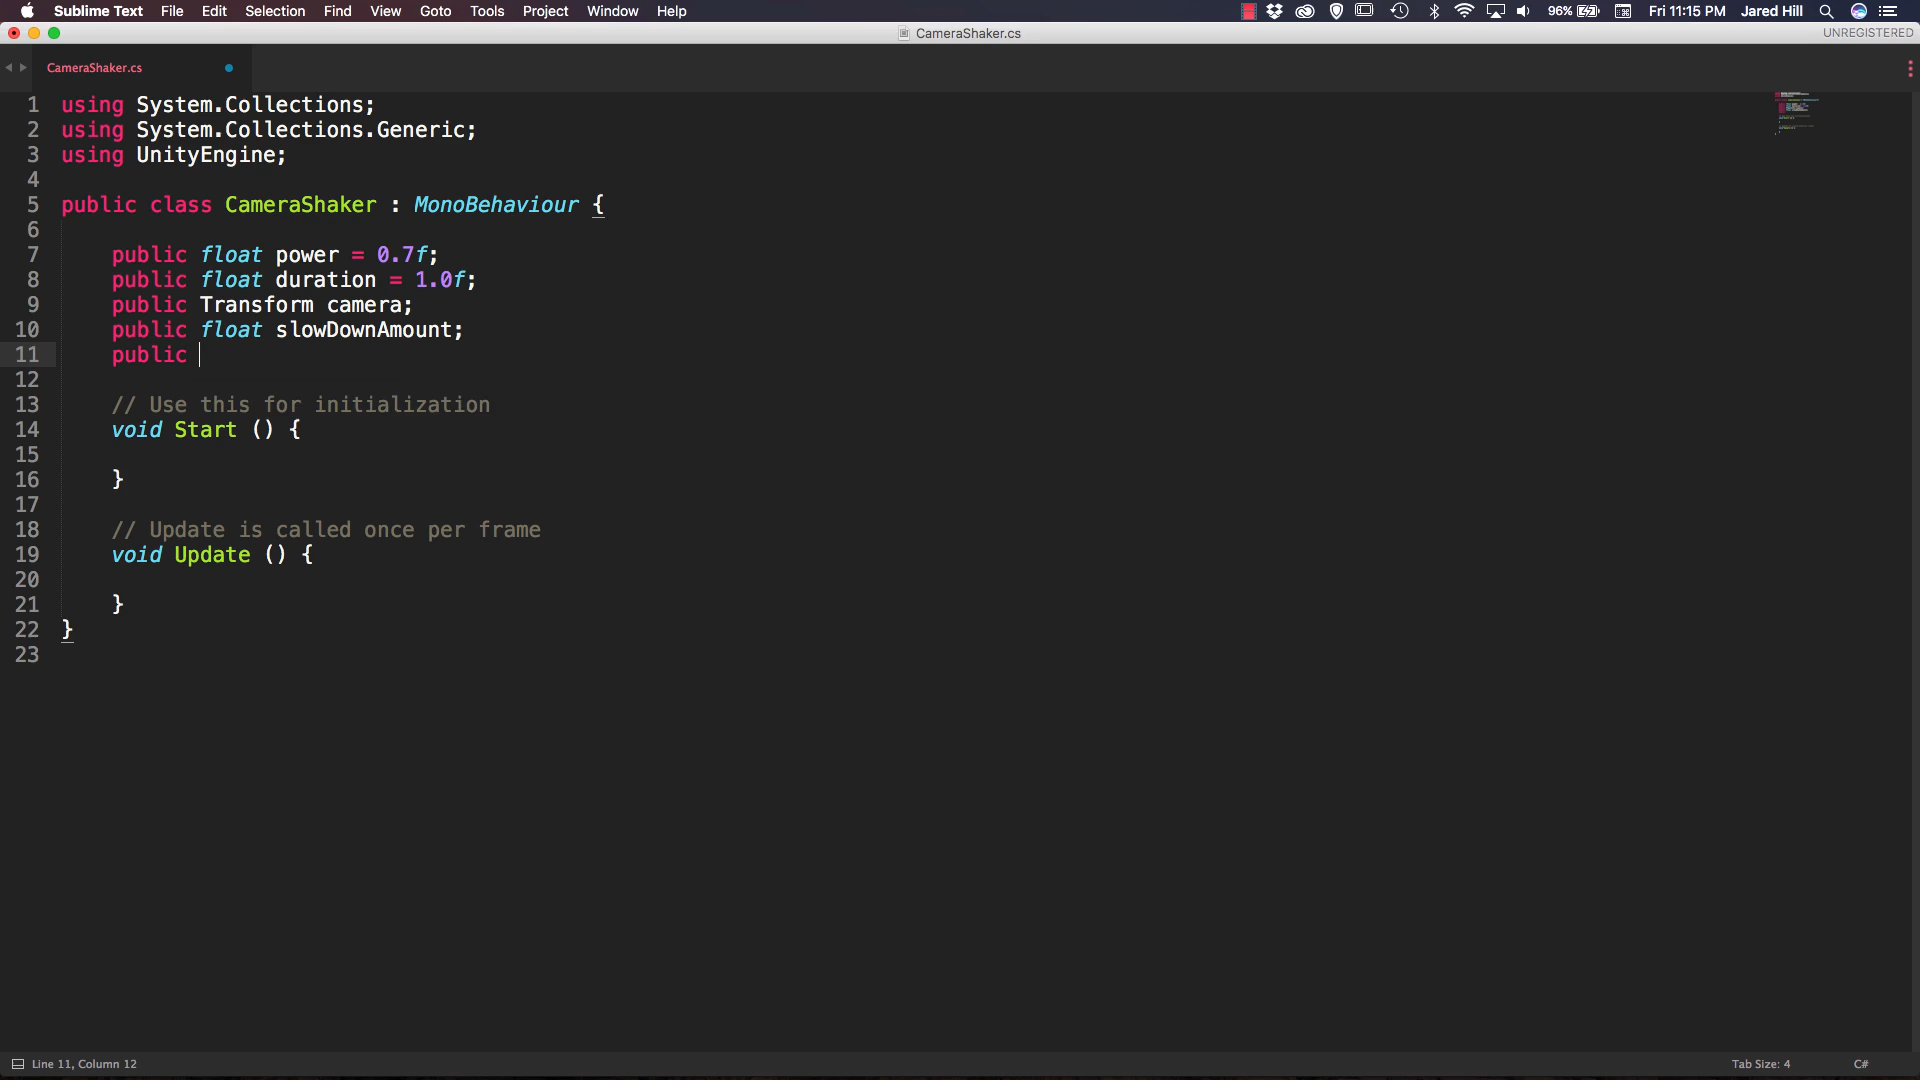 Sublime Text File Edit Selection Find View Goto Tools Project Window Help 96% Fri 11:15 PM Jared Hill
CameraShaker.cs UNREGISTERED
CameraShaker.cs
1 using System.Collections;
2 using System.Collections.Generic;
3 using UnityEngine;
4
5 public class CameraShaker : MonoBehaviour {
6
7 public float power = 0.7f;
8 public float duration = 1.0f;
9 public Transform camera;
10 public float slowDownAmount;
11 public
12
13 // Use this for initialization
14 void Start () {
15
16 }
17
18 // Update is called once per frame
19 void Update () {
20
21 }
22 }
23
Line 11, Column 12 Tab Size: 4 C#